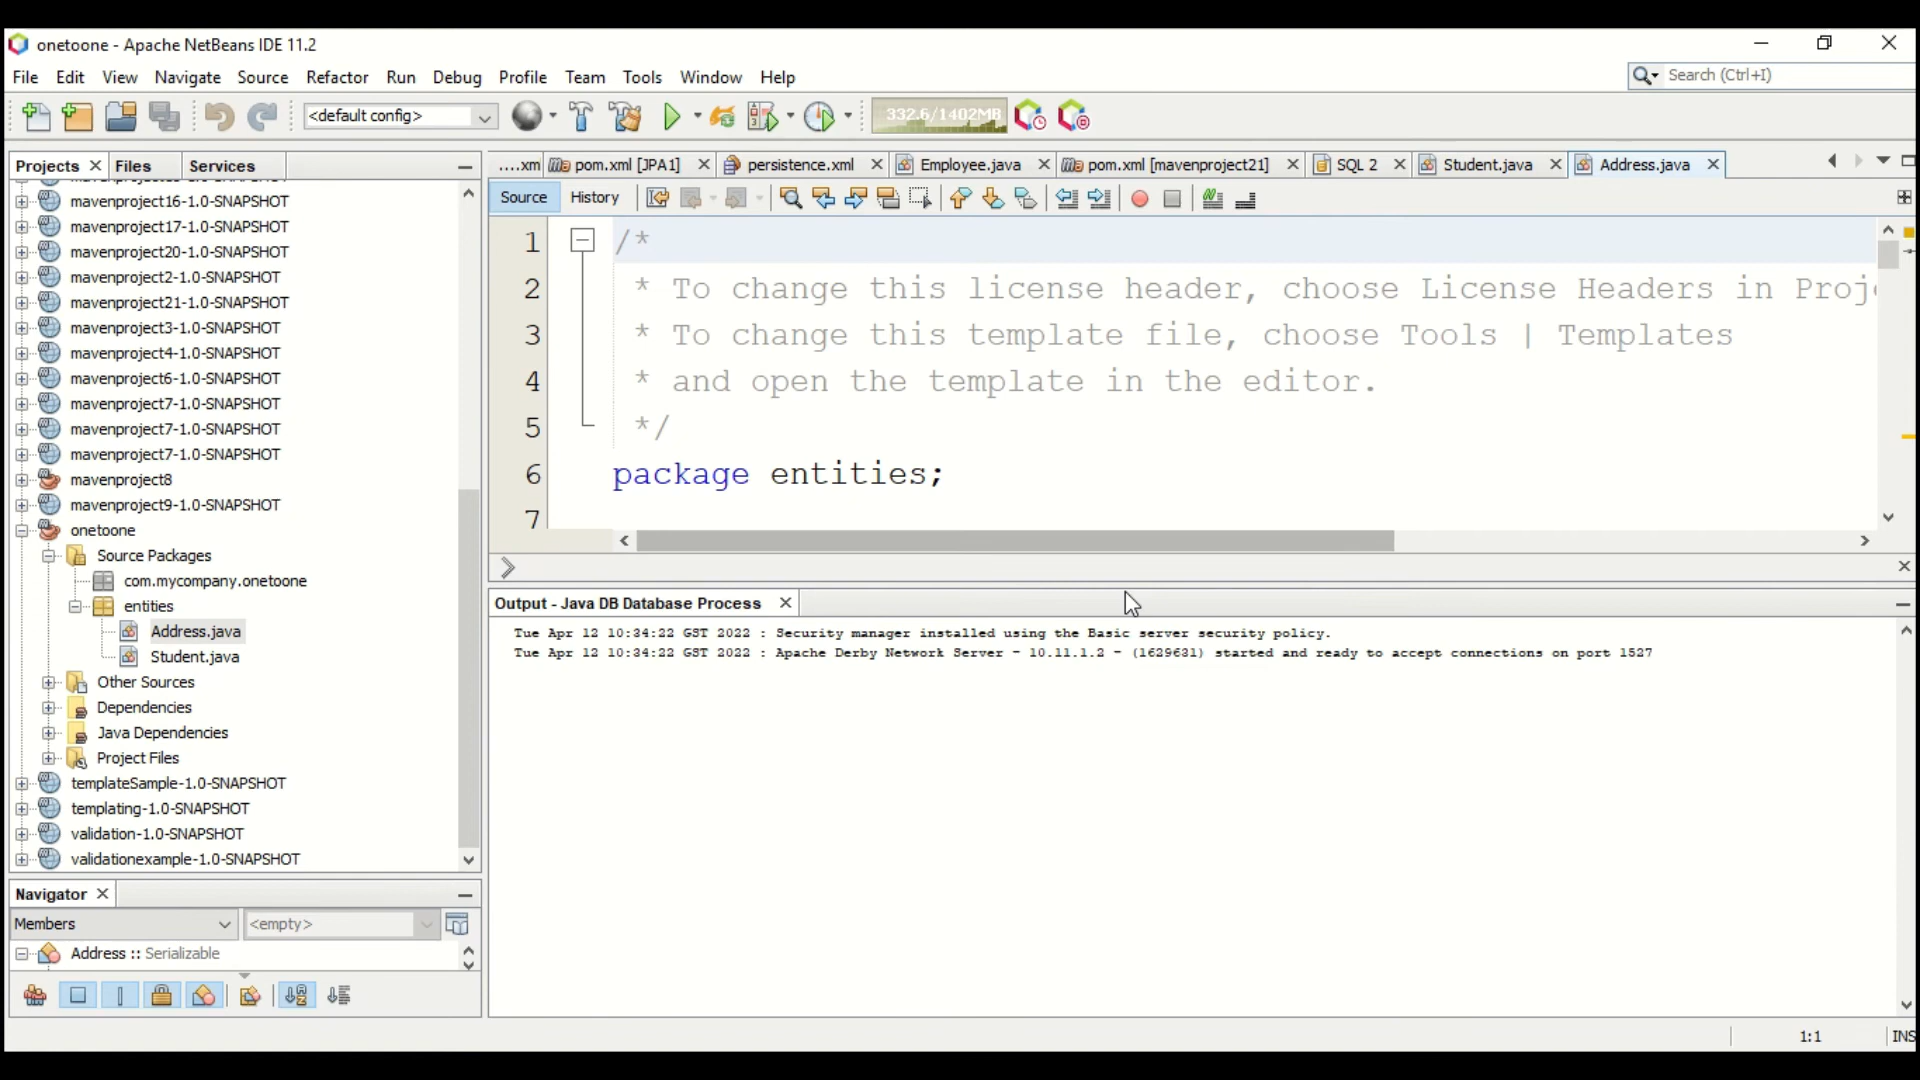 onetoone - Apache NetBeans IDE 11.2
File Edit View Navigate Source Refactor Run Debug Profile Team Tools Window Help
Search (Ctrl+I)
<default config>
332.6/1402MB
Projects Files Services
mavenproject16-1.0-SNAPSHOT
mavenproject17-1.0-SNAPSHOT
mavenproject20-1.0-SNAPSHOT
mavenproject2-1.0-SNAPSHOT
mavenproject21-1.0-SNAPSHOT
mavenproject3-1.0-SNAPSHOT
mavenproject4-1.0-SNAPSHOT
mavenproject6-1.0-SNAPSHOT
mavenproject7-1.0-SNAPSHOT
mavenproject7-1.0-SNAPSHOT
mavenproject7-1.0-SNAPSHOT
mavenproject8
mavenproject9-1.0-SNAPSHOT
onetoone
Source Packages
com.mycompany.onetoone
entities
Address.java
Student.java
Other Sources
Dependencies
Java Dependencies
Project Files
templateSample-1.0-SNAPSHOT
templating-1.0-SNAPSHOT
validation-1.0-SNAPSHOT
validationexample-1.0-SNAPSHOT
Navigator
Members <empty>
Address :: Serializable
....xml pom.xml [JPA1] persistence.xml Employee.java pom.xml [mavenproject21] SQL 2 Student.java Address.java
Source History
1 /*
2 * To change this license header, choose License Headers in Proj
3 * To change this template file, choose Tools | Templates
4 * and open the template in the editor.
5 */
6 package entities;
7
Output - Java DB Database Process
Tue Apr 12 10:34:22 GST 2022 : Security manager installed using the Basic server security policy.
Tue Apr 12 10:34:22 GST 2022 : Apache Derby Network Server - 10.11.1.2 - (1629631) started and ready to accept connections on port 1527
1:1 INS